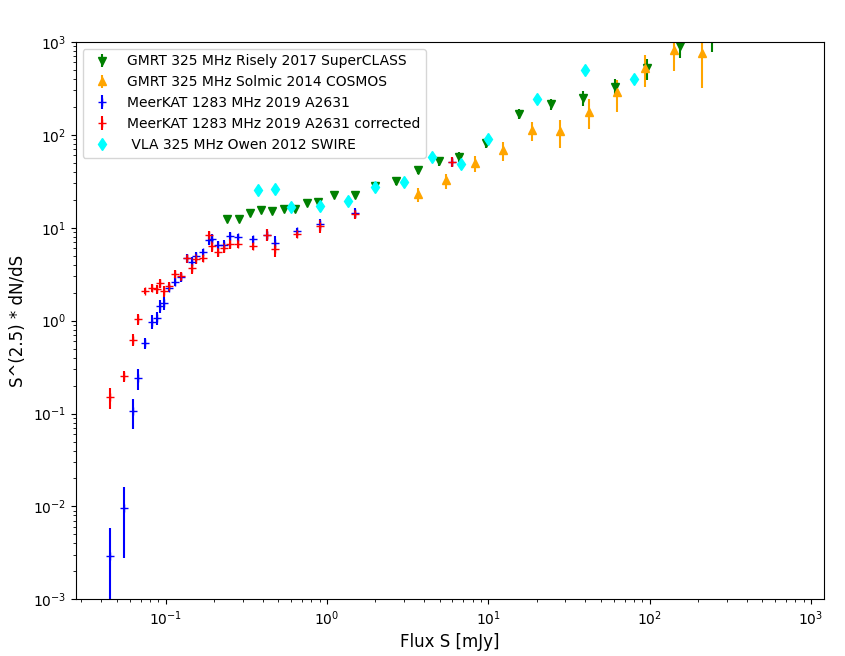 GMRT 325 MHz Risely 2017 SuperCLASS
GMRT 325 MHz Solmic 2014 COSMOS
MeerKAT 1283 MHz 2019 A2631
MeerKAT 1283 MHz 2019 A2631 corrected
VLA 325 MHz Owen 2012 SWIRE
S^(2.5) * dN/dS
10³
10²
10¹
10⁰
10⁻¹
10⁻²
10⁻³
10⁻¹ 10⁰ 10¹ 10² 10³
Flux S [mJy]